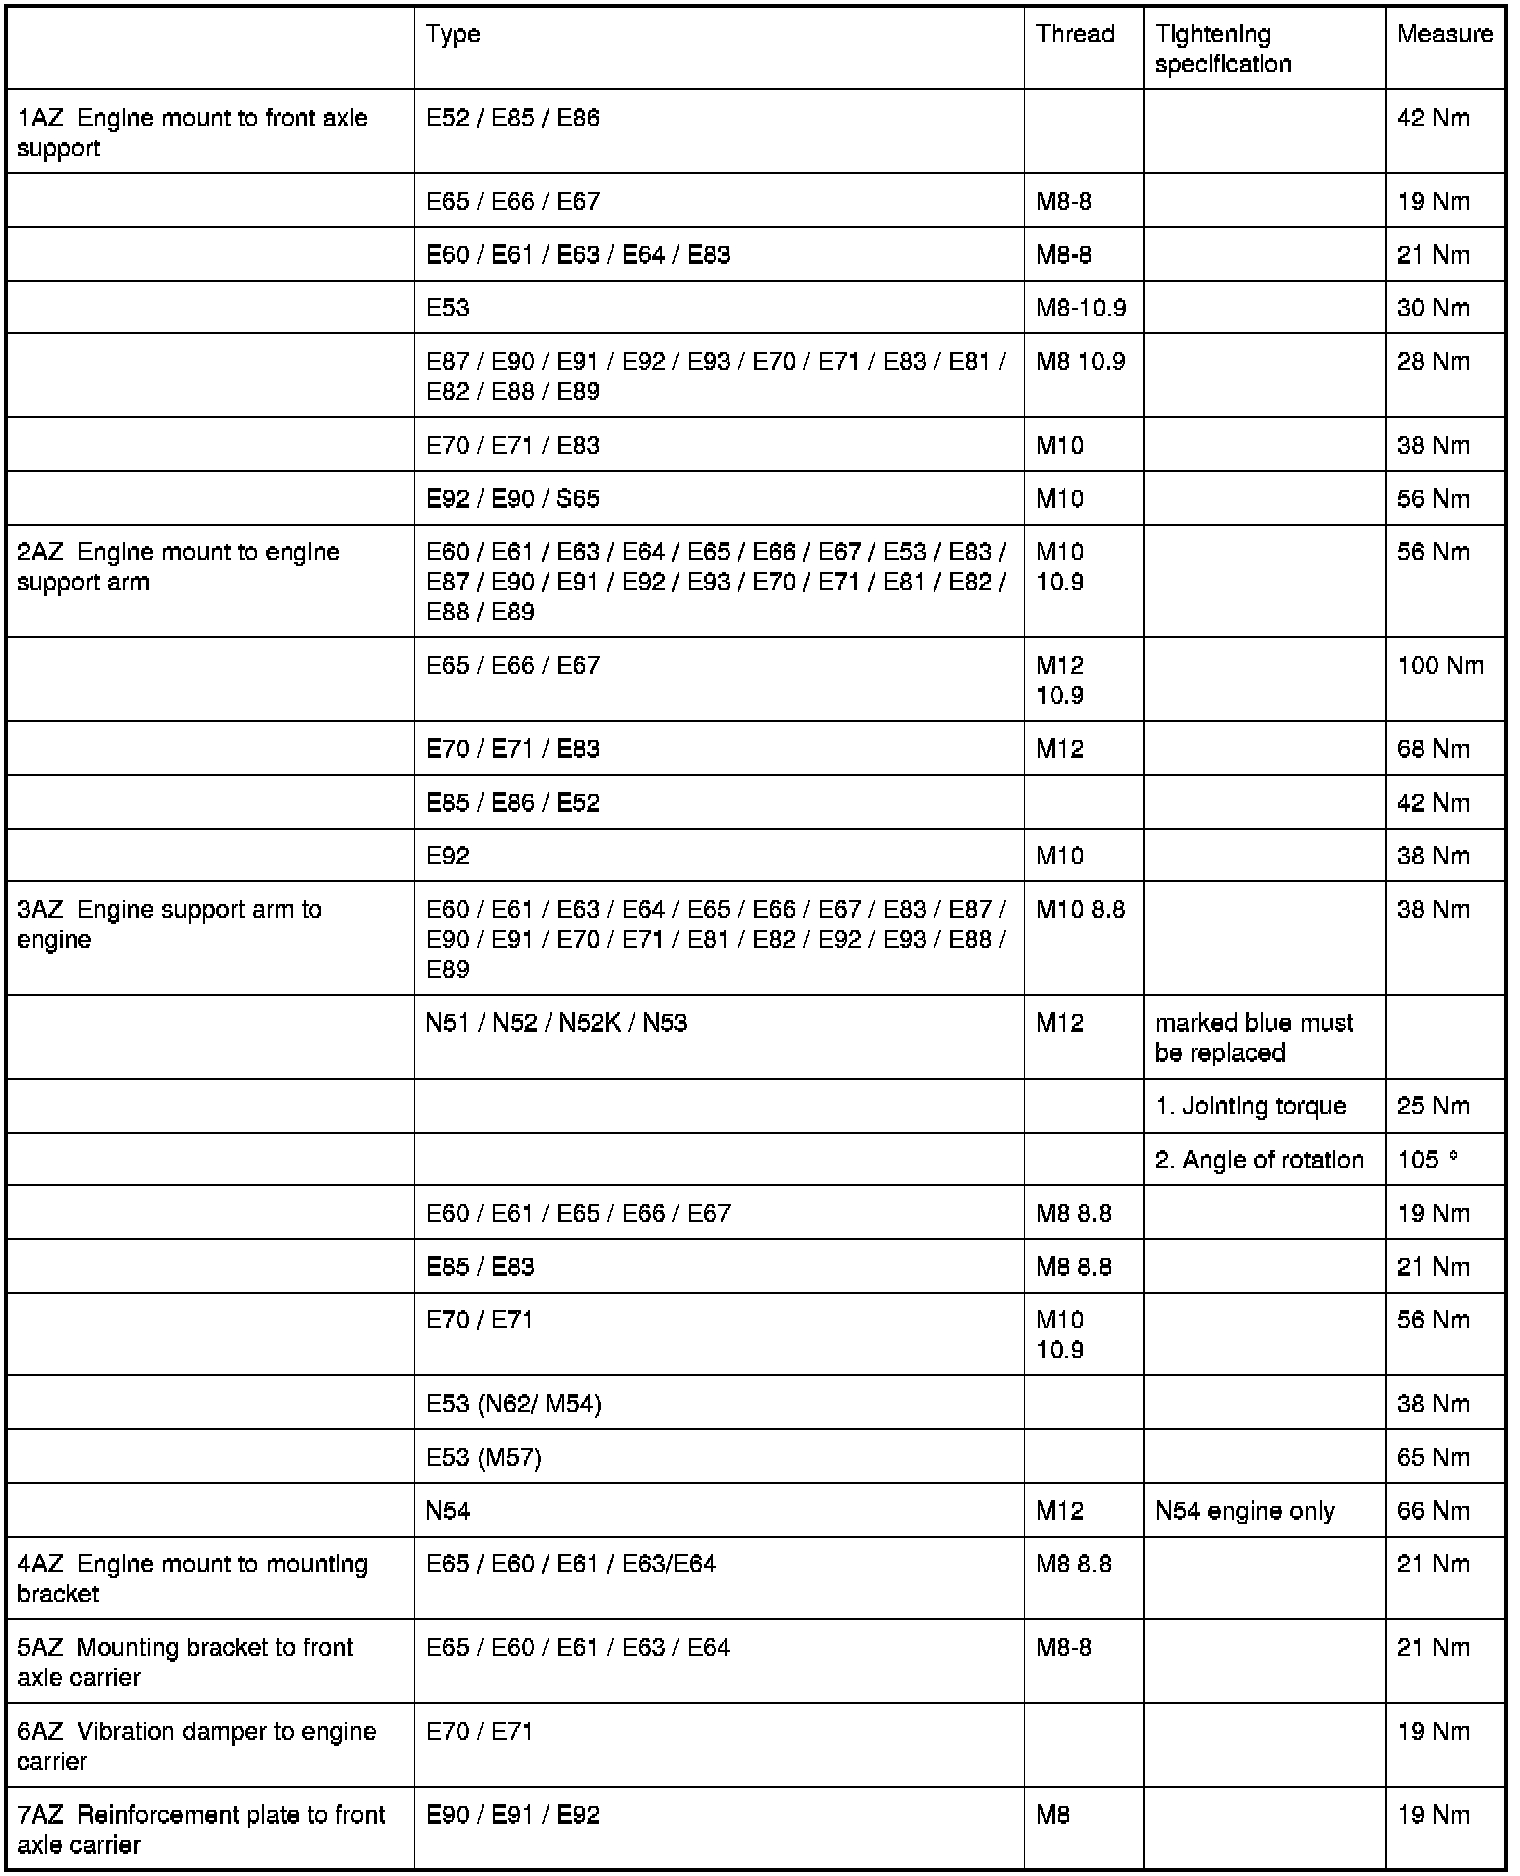 Type Thread Tightening Measure
specification
1AZ Engine mount to front axle E52 / E85 / E86 42 Nm
support
E65 / E66 / E67 M8-8 19 Nm
E60 / E61 / E63 / E64 / E83 M8-8 21 Nm
E53 M8-10.9 30 Nm
E87 / E90 / E91 / E92 / E93 / E70 / E71 / E83 / E81 / M8 10.9 28 Nm
E82 / E88 / E89
E70 / E71 / E83 M10 38 Nm
E92 / E90 / S65 M10 56 Nm
2AZ Engine mount to engine E60 / E61 / E63 / E64 / E65 / E66 / E67 / E53 / E83 / M10 56 Nm
support arm E87 / E90 / E91 / E92 / E93 / E70 / E71 / E81 / E82 / 10.9
E88 / E89
E65 / E66 / E67 M12 100 Nm
10.9
E70 / E71 / E83 M12 68 Nm
E85 / E86 / E52 42 Nm
E92 M10 38 Nm
3AZ Engine support arm to E60 / E61 / E63 / E64 / E65 / E66 / E67 / E83 / E87 / M10 8.8 38 Nm
engine E90 / E91 / E70 / E71 / E81 / E82 / E92 / E93 / E88 /
E89
N51 / N52 / N52K / N53 M12 marked blue must
be replaced
1. Jointing torque 25 Nm
2. Angle of rotation 105 °
E60 / E61 / E65 / E66 / E67 M8 8.8 19 Nm
E85 / E83 M8 8.8 21 Nm
E70 / E71 M10 56 Nm
10.9
E53 (N62/ M54) 38 Nm
E53 (M57) 65 Nm
N54 M12 N54 engine only 66 Nm
4AZ Engine mount to mounting E65 / E60 / E61 / E63/E64 M8 8.8 21 Nm
bracket
5AZ Mounting bracket to front E65 / E60 / E61 / E63 / E64 M8-8 21 Nm
axle carrier
6AZ Vibration damper to engine E70 / E71 19 Nm
carrier
7AZ Reinforcement plate to front E90 / E91 / E92 M8 19 Nm
axle carrier